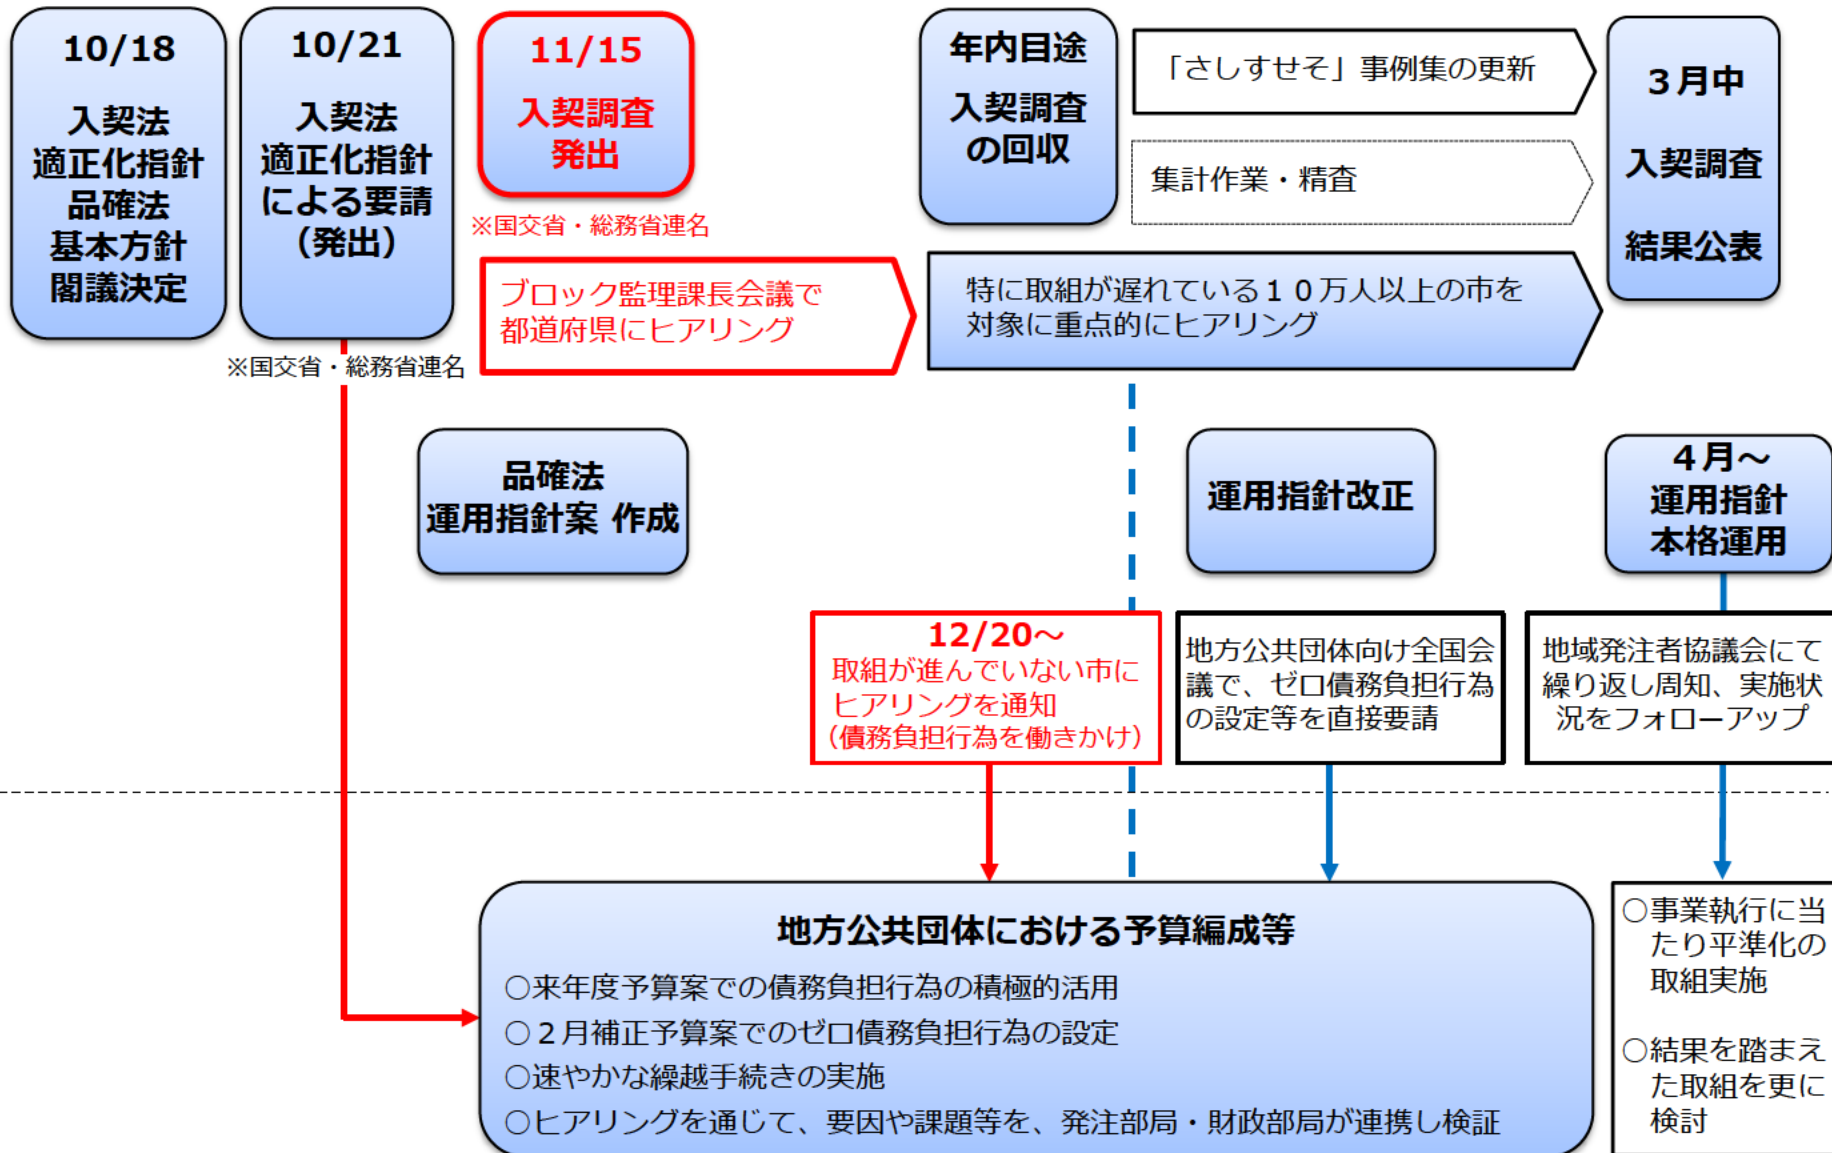 10/18
入契法
適正化指針
品確法
基本方針
閣議決定
10/21
入契法
適正化指針
による要請
（発出）
※国交省・総務省連名
11/15
入契調査
発出
※国交省・総務省連名
ブロック監理課長会議で
都道府県にヒアリング
年内目途
入契調査
の回収
「さしすせそ」事例集の更新
集計作業・精査
特に取組が遅れている１０万人以上の市を
対象に重点的にヒアリング
３月中
入契調査
結果公表
品確法
運用指針案 作成
運用指針改正
４月～
運用指針
本格運用
12/20～
取組が進んでいない市に
ヒアリングを通知
（債務負担行為を働きかけ）
地方公共団体向け全国会
議で、ゼロ債務負担行為
の設定等を直接要請
地域発注者協議会にて
繰り返し周知、実施状
況をフォローアップ
地方公共団体における予算編成等
○来年度予算案での債務負担行為の積極的活用
○２月補正予算案でのゼロ債務負担行為の設定
○速やかな繰越手続きの実施
○ヒアリングを通じて、要因や課題等を、発注部局・財政部局が連携し検証
○事業執行に当
たり平準化の
取組実施
○結果を踏まえ
た取組を更に
検討